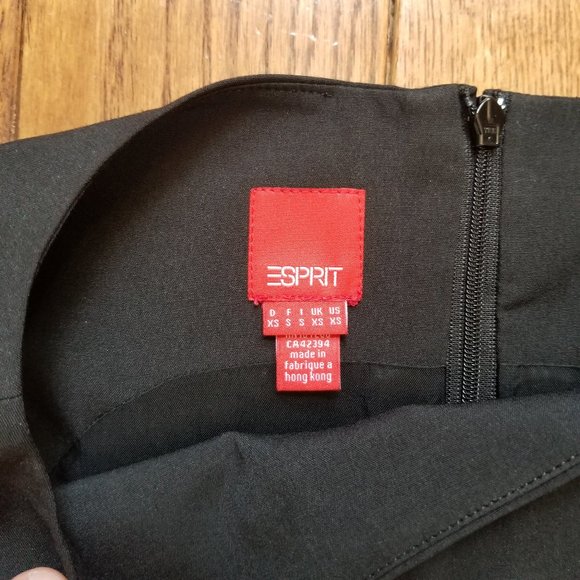 ESPRIT
D F I UK US
XS S S XS XS
CA42394
made in
fabrique a
hong kong